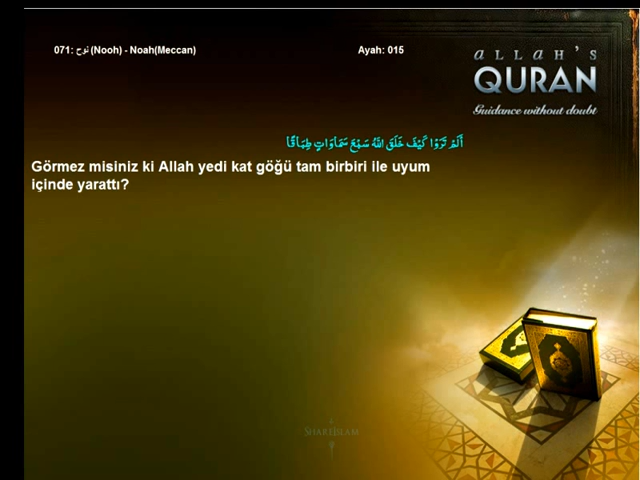 071: نوح (Nooh) - Noah(Meccan) Ayah: 015
ALLAH'S
QURAN
Guidance without doubt
أَلَمْ تَرَوْا كَيْفَ خَلَقَ اللَّهُ سَبْعَ سَمَاوَاتٍ طِبَاقًا
Görmez misiniz ki Allah yedi kat göğü tam birbiri ile uyum
içinde yarattı?
SHAREISLAM